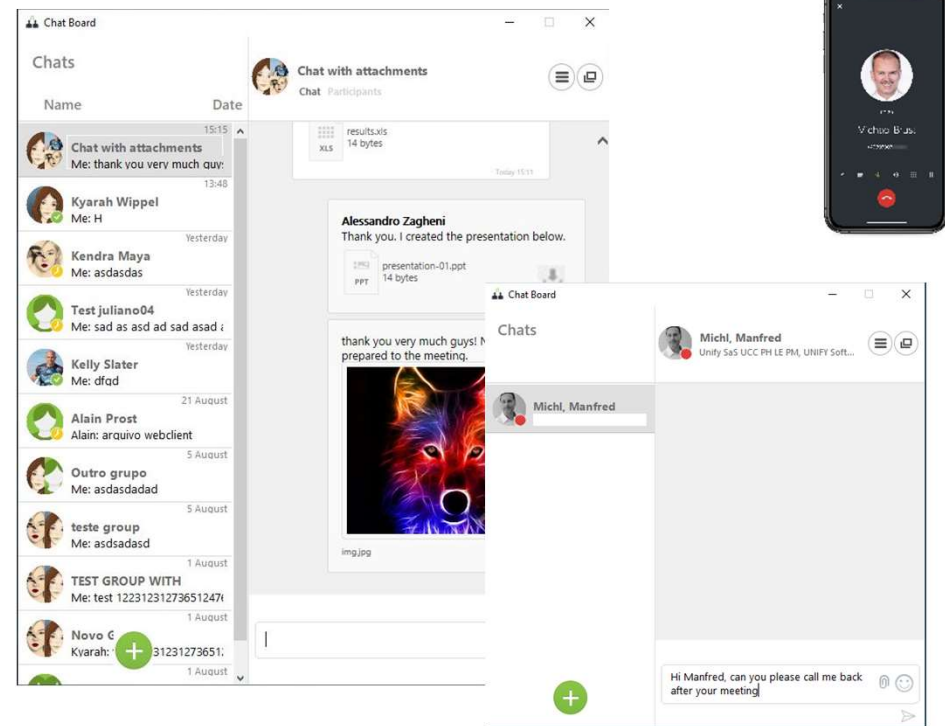 Chat Board
Chats
Name Date
15:15
Chat with attachments
Me: thank you very much guy:
13:48
Kyarah Wippel
Me: H
Yesterday
Kendra Maya
Me: asdasdas
Yesterday
Test juliano04
Me: sad as asd ad sad asad
Yesterday
Kelly Slater
Me: dfgd
21 August
Alain Prost
Alain: arquivo webclient
5 August
Outro grupo
Me: asdasdadad
5 August
teste group
Me: asdsadasd
1 August
TEST GROUP WITH
Me: test 1223123127365124
1 August
Novo
Kyarah: 31231273651
1 August
Chat with attachments
Chat Participants
results.xls
XLS 14 bytes
Today 15:11
Alessandro Zagheni
Thank you. I created the presentation below.
presentation-01.ppt
PPT 14 bytes
thank you very much guys!
prepared to the meeting.
img.jpg
Chat Board
Chats
Michl, Manfred
Michl, Manfred
Unify SaS UCC PH LE PM, UNIFY Soft...
Hi Manfred, can you please call me back
after your meeting